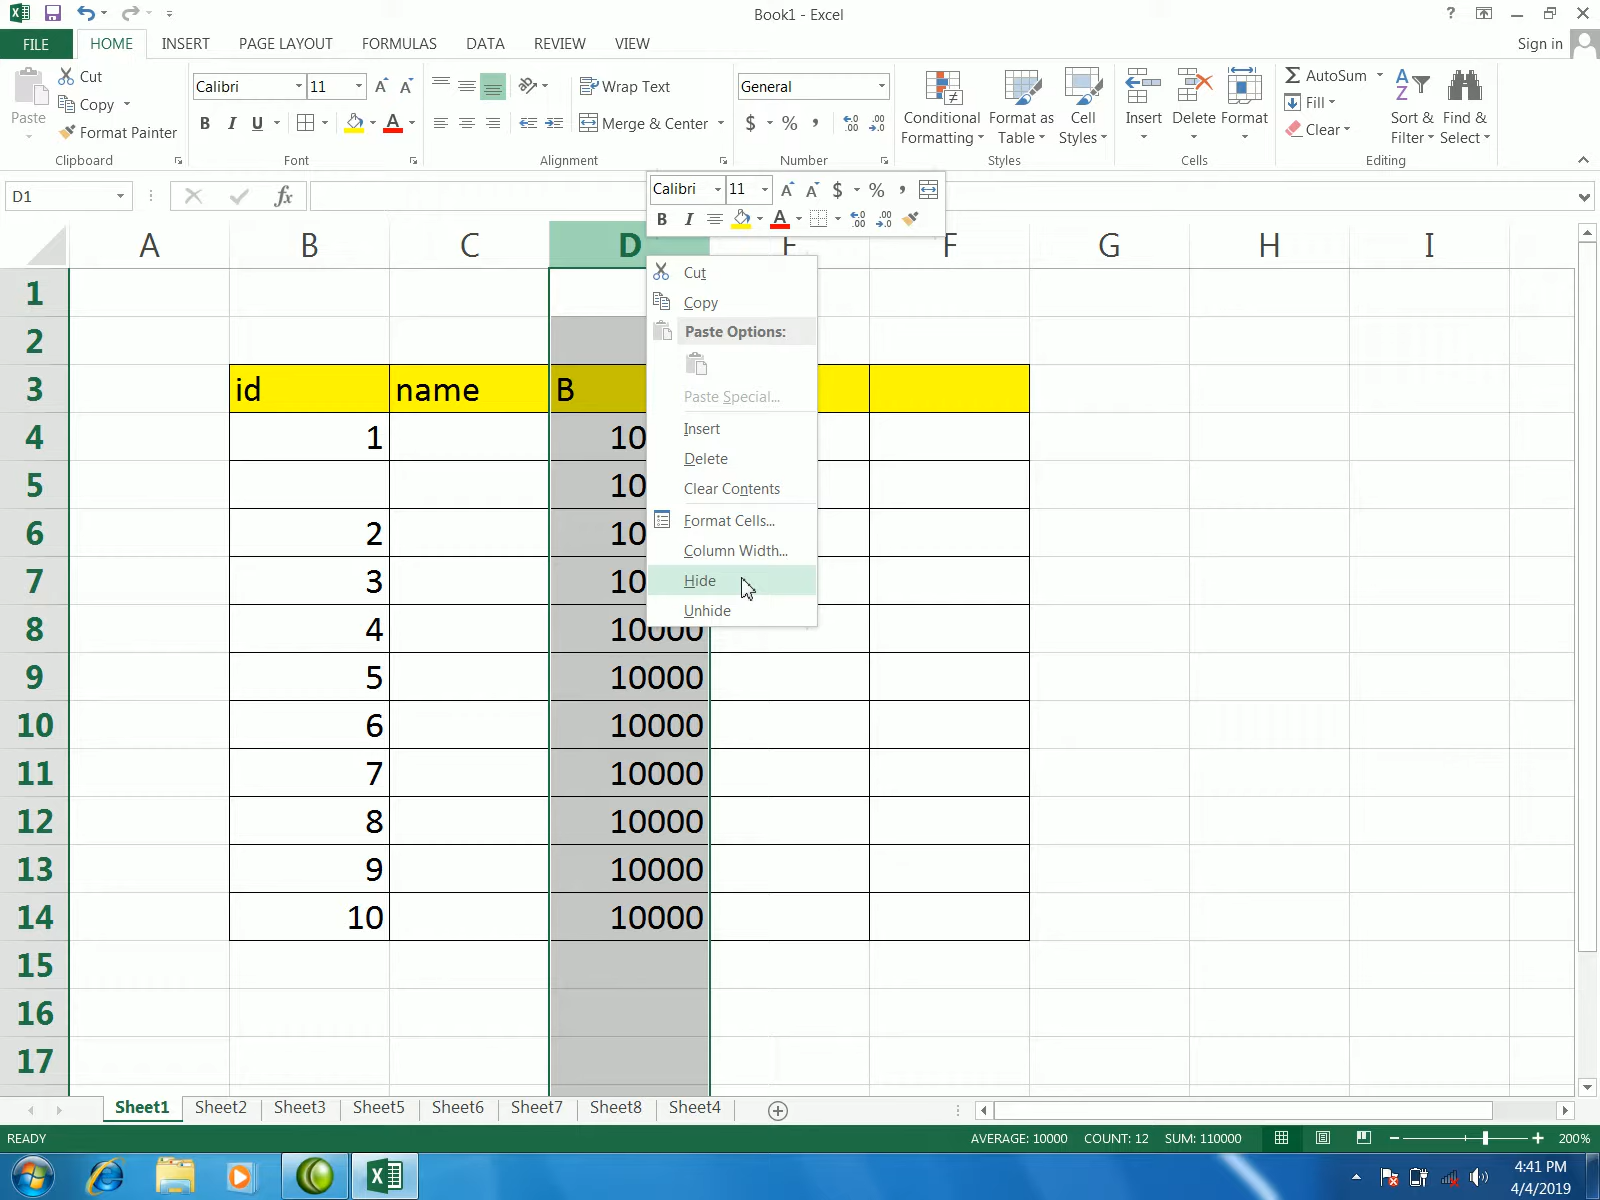 Book1 - Excel
?
FILE HOME INSERT PAGE LAYOUT FORMULAS DATA REVIEW VIEW
Sign in
Paste
Cut
Copy
Format Painter
Clipboard
Calibri 11
B I U A
Font
Wrap Text
Merge & Center
Alignment
General
$ %
Number
Conditional Formatting
Format as Table
Cell Styles
Styles
Insert Delete Format
Cells
AutoSum
Fill
Clear
Sort & Filter
Find & Select
Editing
D1
fx
Calibri 11 A A $ %
B I A
A B C D E F G H I
Cut
Copy
Paste Options:
Paste Special...
Insert
Delete
Clear Contents
Format Cells...
Column Width...
Hide
Unhide
1
2
3 id name B
4 1 10
5 10
6 2 10
7 3 10
8 4 10000
9 5 10000
10 6 10000
11 7 10000
12 8 10000
13 9 10000
14 10 10000
15
16
17
Sheet1 Sheet2 Sheet3 Sheet5 Sheet6 Sheet7 Sheet8 Sheet4
READY
AVERAGE: 10000 COUNT: 12 SUM: 110000
200%
4:41 PM
4/4/2019